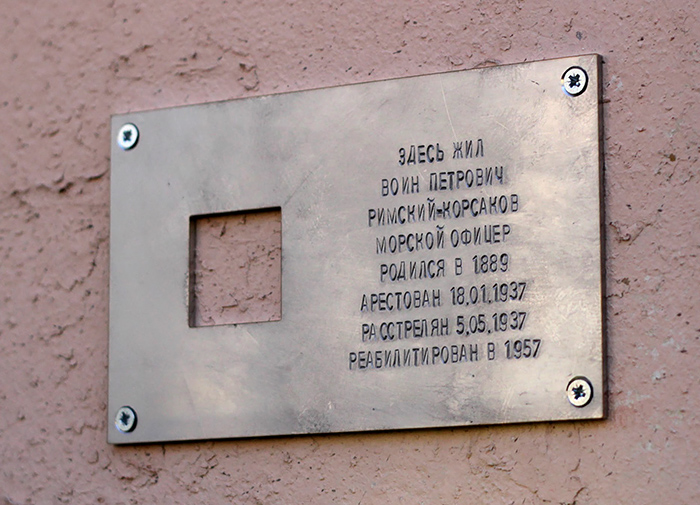 ЗДЕСЬ ЖИЛ
ВОИН ПЕТРОВИЧ
РИМСКИЙ-КОРСАКОВ
МОРСКОЙ ОФИЦЕР
РОДИЛСЯ В 1889
АРЕСТОВАН 18.01.1937
РАССТРЕЛЯН 5.05.1937
РЕАБИЛИТИРОВАН В 1957